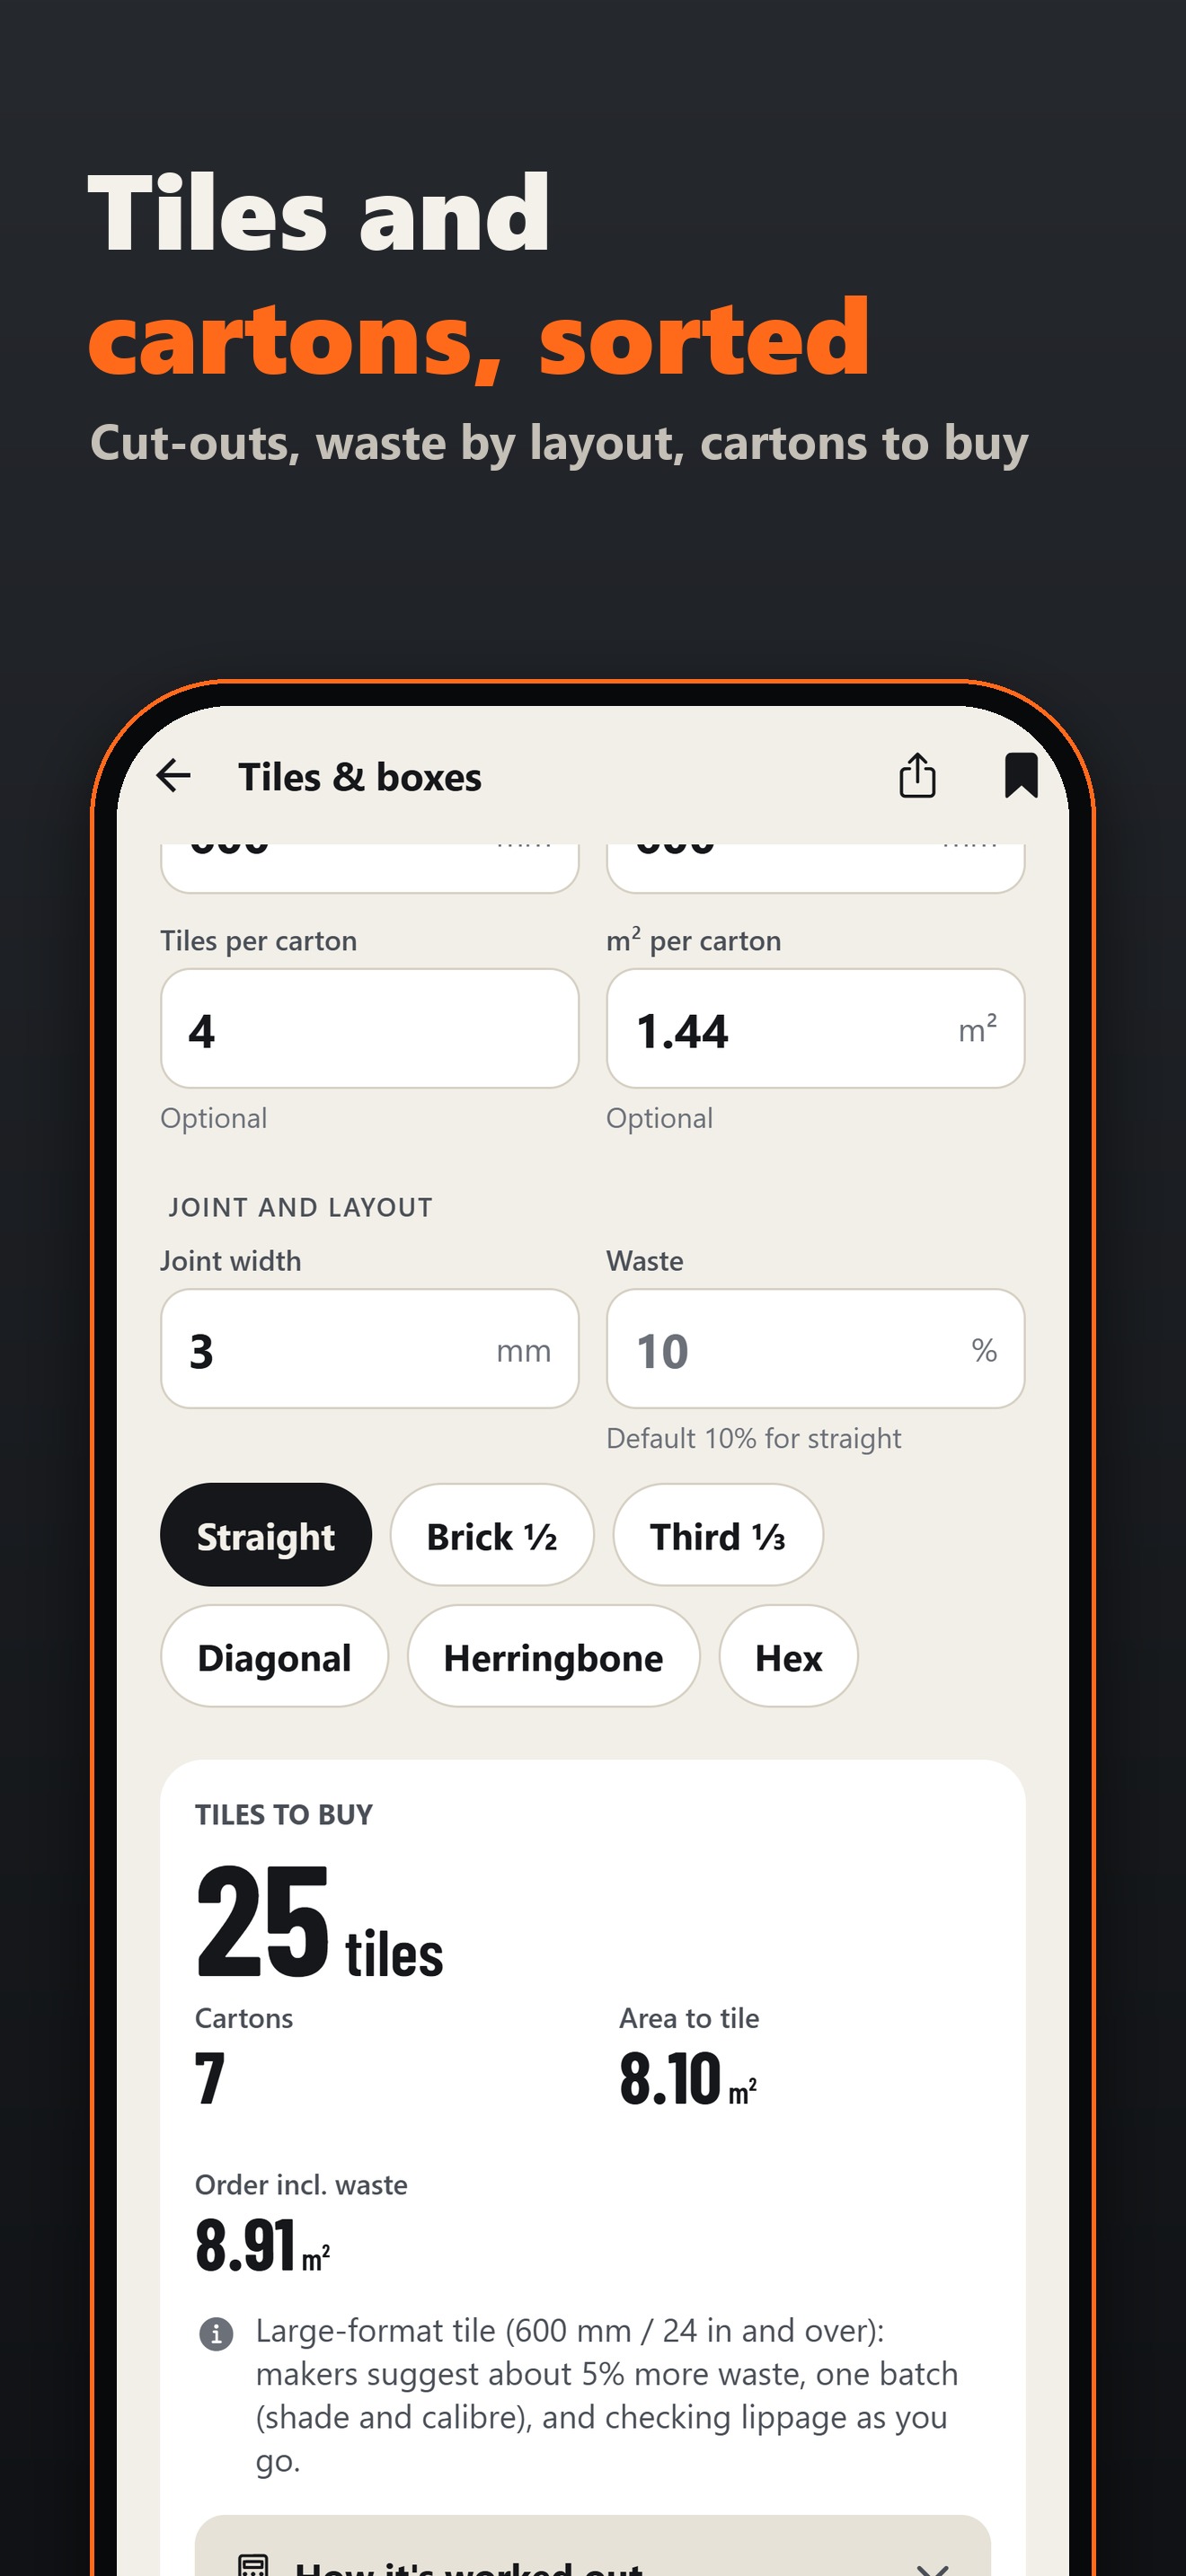 Tiles and
cartons, sorted
Cut-outs, waste by layout, cartons to buy
Tiles & boxes
Tiles per carton
m² per carton
4
1.44 m²
Optional
Optional
JOINT AND LAYOUT
Joint width
Waste
3 mm
10 %
Default 10% for straight
Straight
Brick ½
Third ⅓
Diagonal
Herringbone
Hex
TILES TO BUY
25 tiles
Cartons
Area to tile
7
8.10 m²
Order incl. waste
8.91 m²
Large-format tile (600 mm / 24 in and over):
makers suggest about 5% more waste, one batch
(shade and calibre), and checking lippage as you
go.
How it's worked out